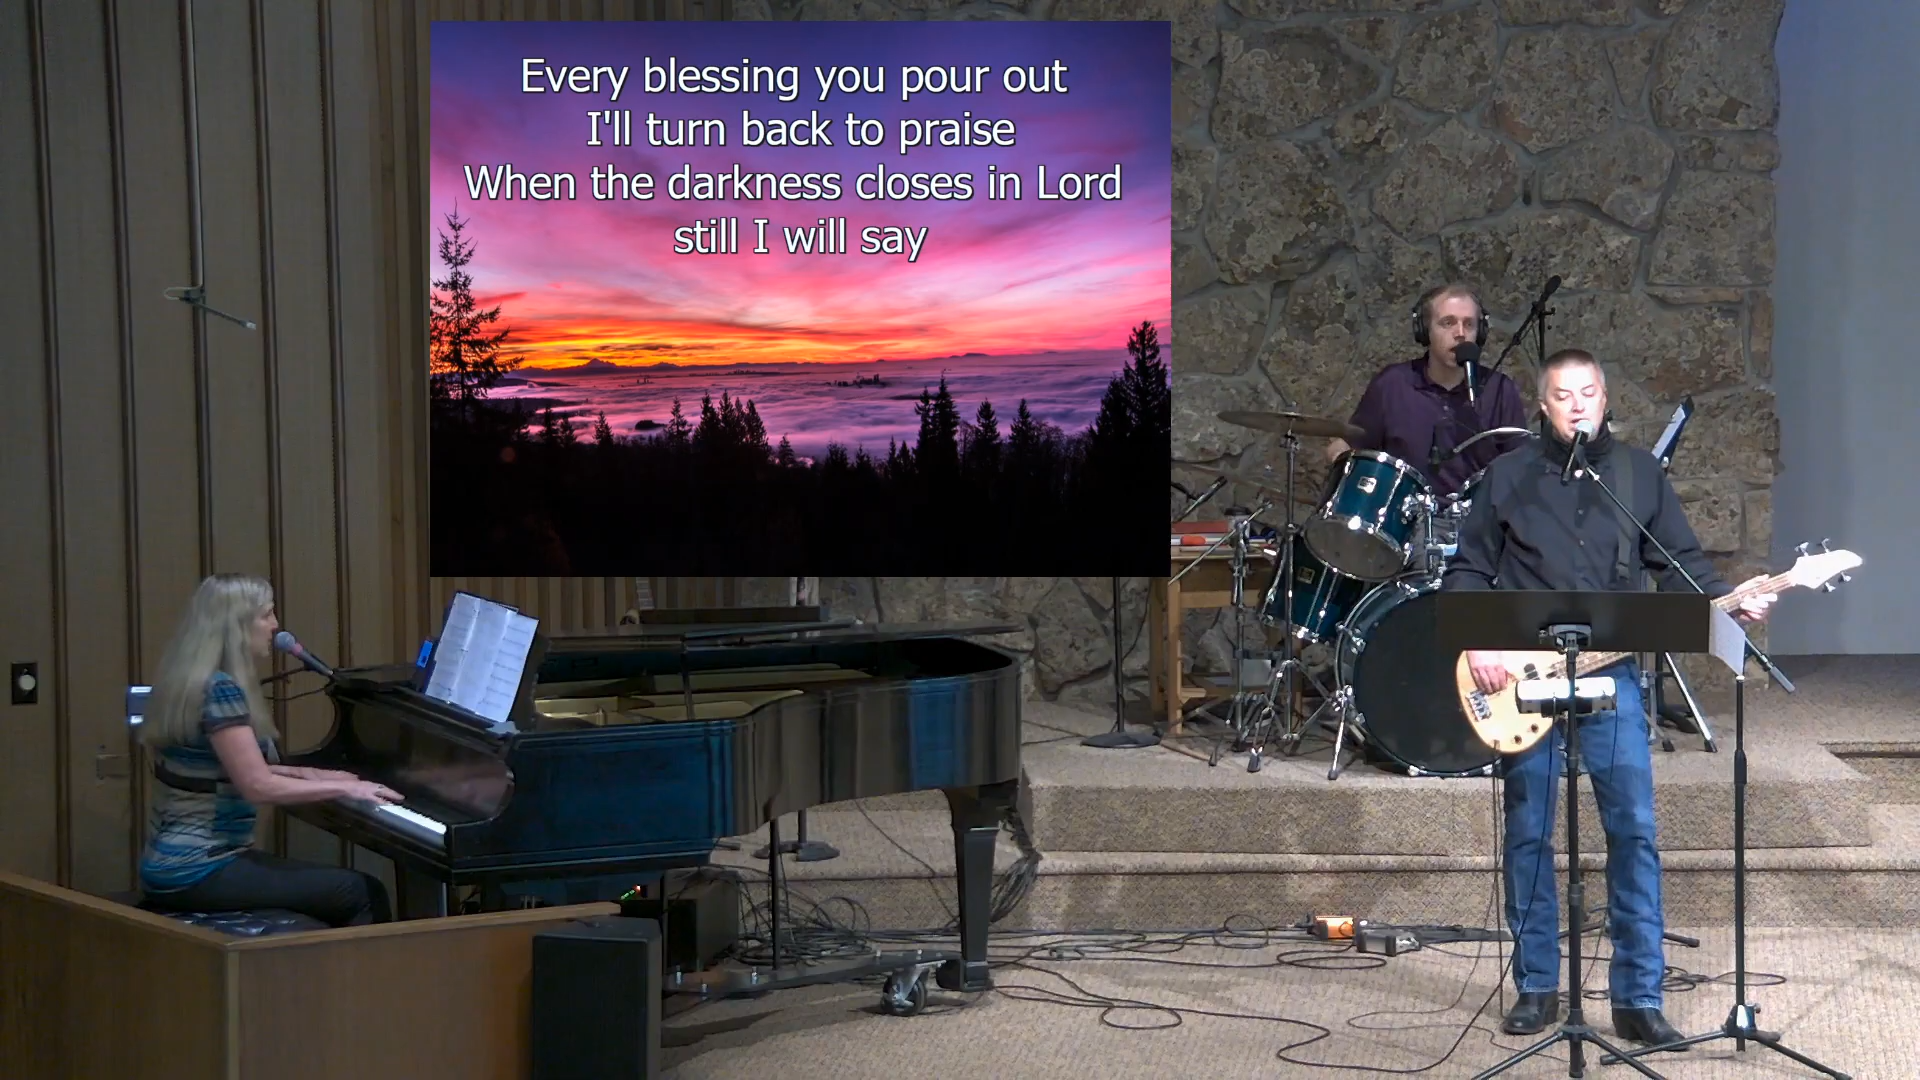 Every blessing you pour out
I'll turn back to praise
When the darkness closes in Lord
still I will say